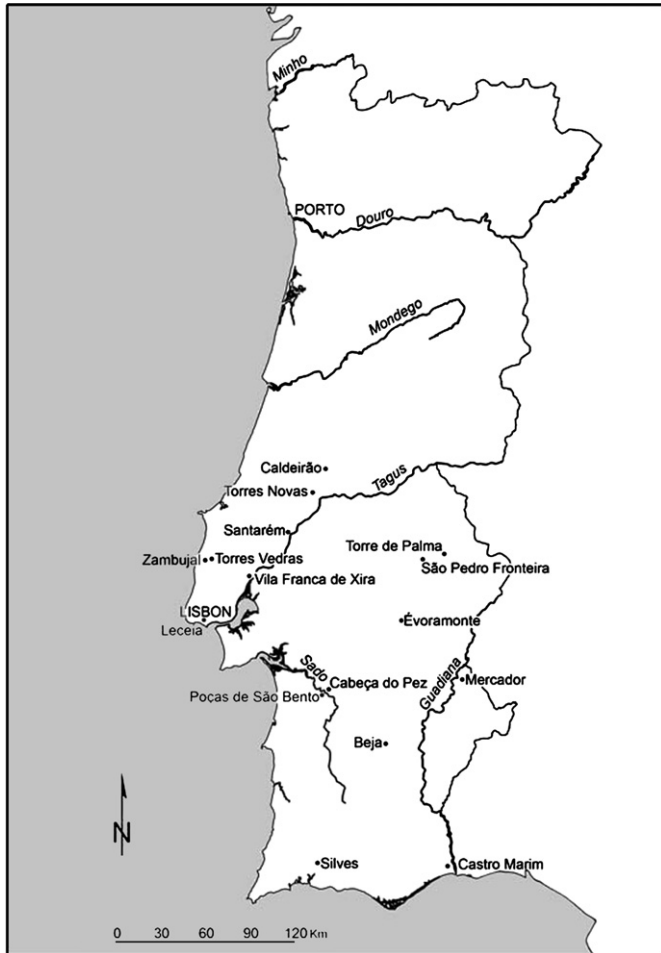 Minho
PORTO
Douro
Mondego
Caldeirão
Tagus
Torres Novas
Santarém
Torre de Palma
Zambujal
Torres Vedras
São Pedro Fronteira
Vila Franca de Xira
LISBON
Évoramonte
Leceia
Sado
Guadiana
Cabeça do Pez
Mercador
Poças de São Bento
Beja
N
Silves
Castro Marim
0 30 60 90 120 Km